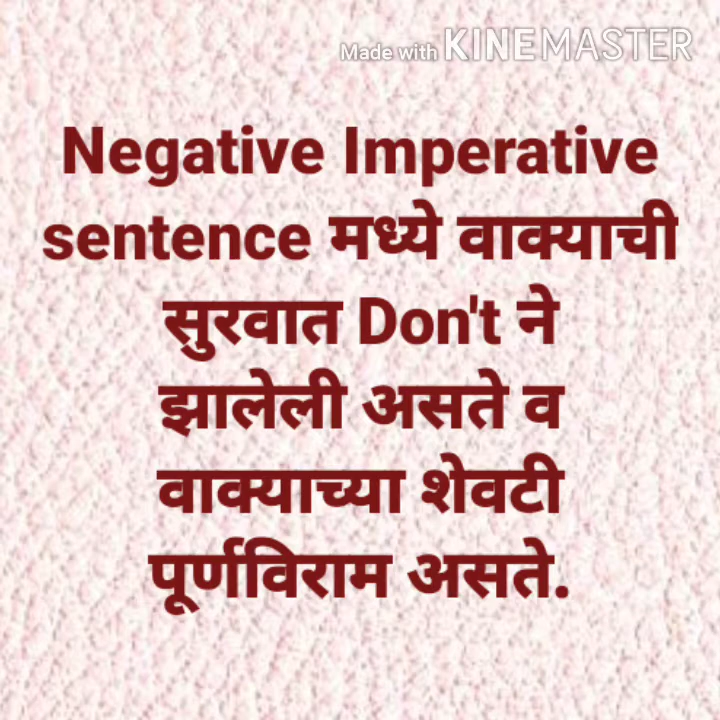 Made with KINEMASTER
Negative Imperative
sentence मध्ये वाक्याची
सुरवात Don't ने
झालेली असते व
वाक्याच्या शेवटी
पूर्णविराम असते.